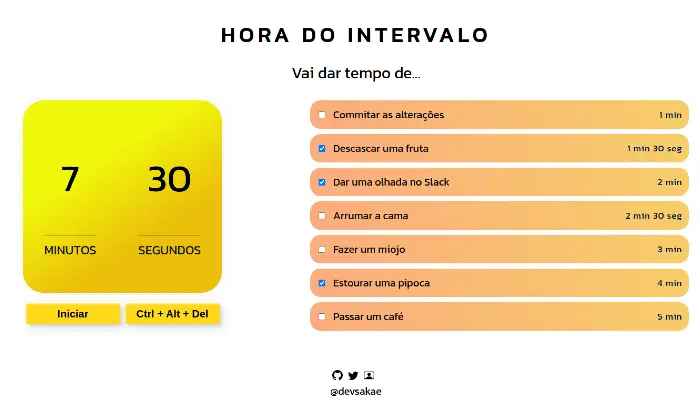 HORA DO INTERVALO
Vai dar tempo de...
7
30
MINUTOS
SEGUNDOS
Iniciar
Ctrl + Alt + Del
Commitar as alterações 1 min
Descascar uma fruta 1 min 30 seg
Dar uma olhada no Slack 2 min
Arrumar a cama 2 min 30 seg
Fazer um miojo 3 min
Estourar uma pipoca 4 min
Passar um café 5 min
@devsakae